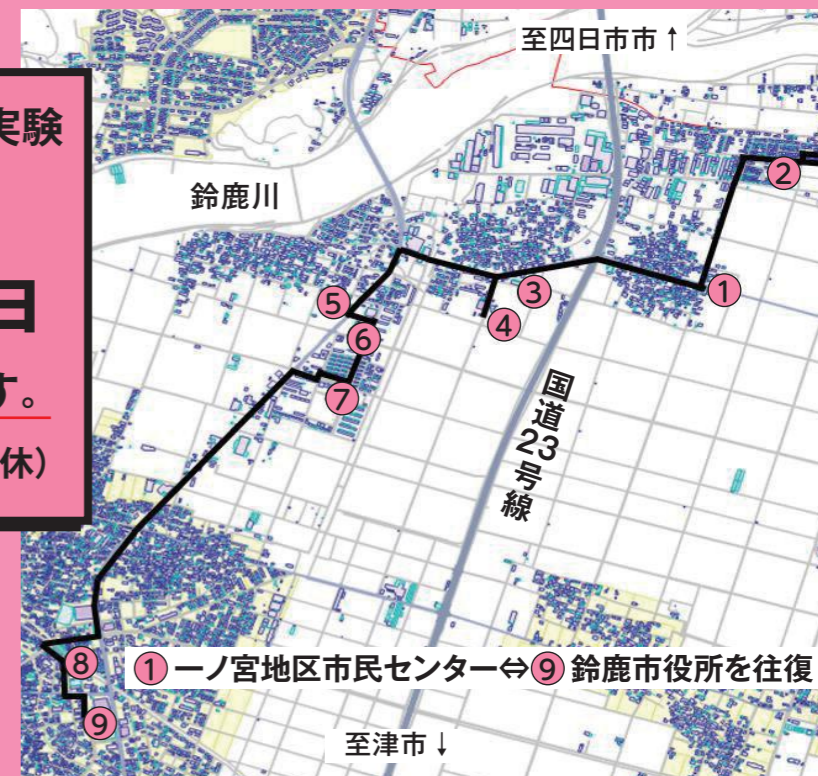 至四日市市↑
実験
日
す。
休）
鈴鹿川
②
①
③
④
⑤
⑥
⑦
国道23号線
⑧
⑨
①一ノ宮地区市民センター⇔⑨鈴鹿市役所を往復
至津市↓